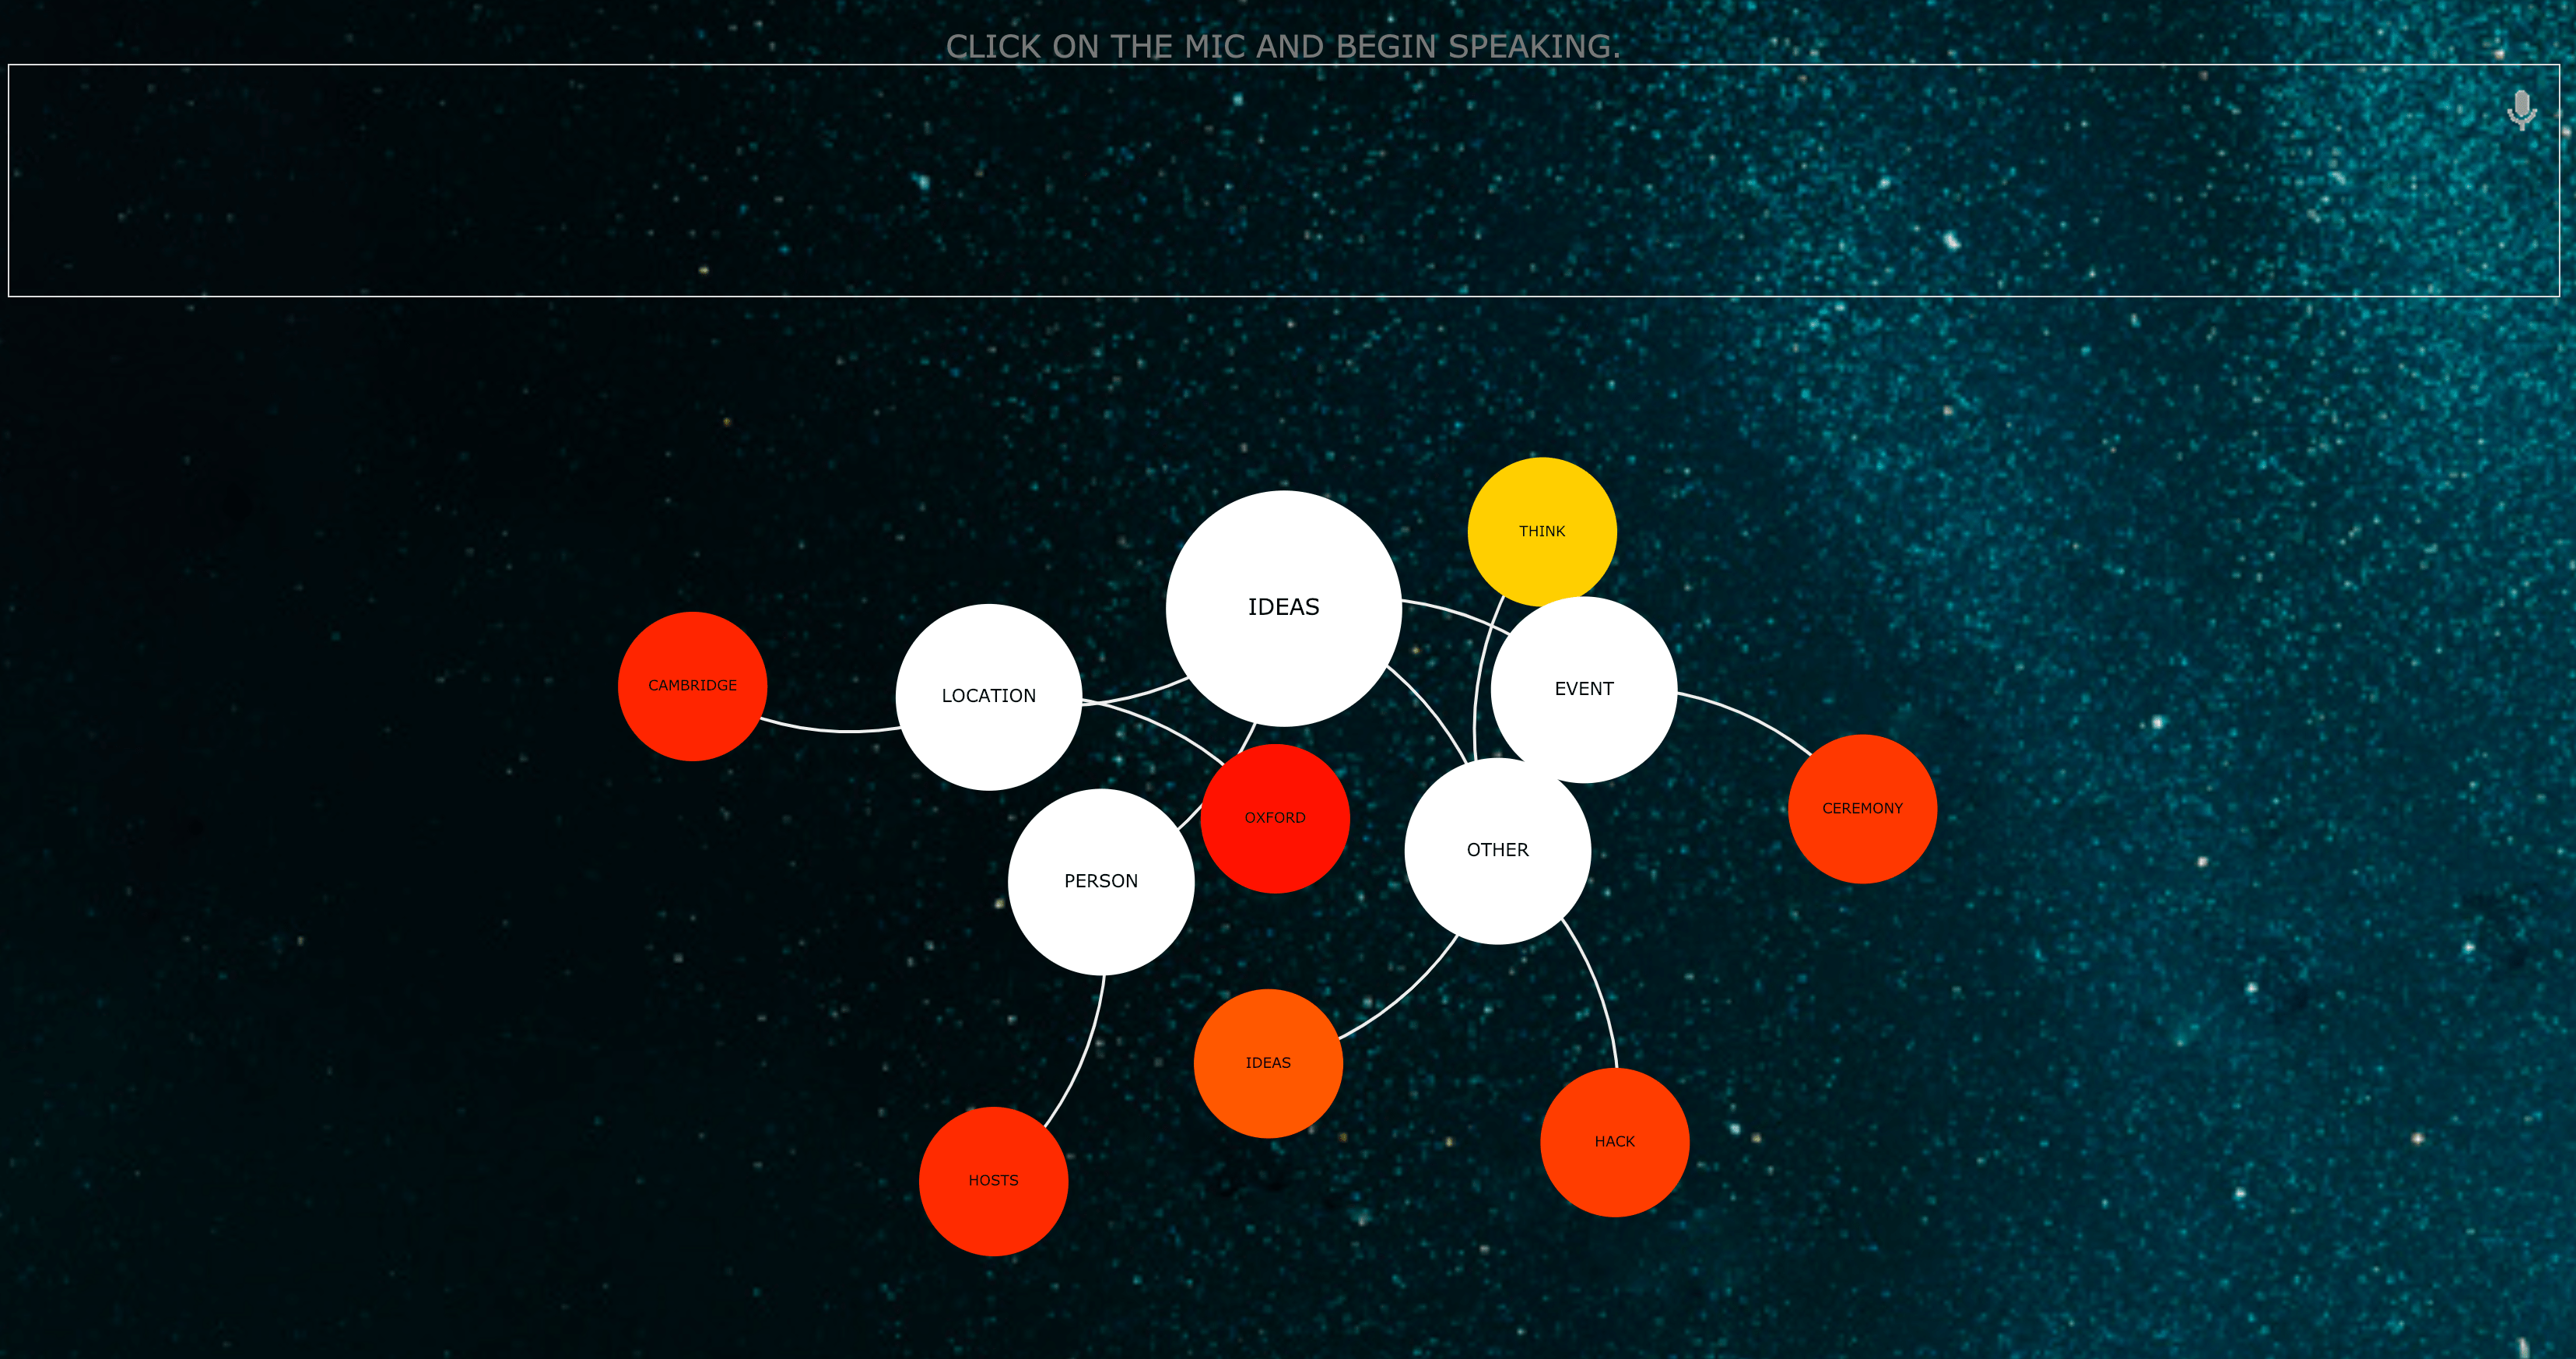 CLICK ON THE MIC AND BEGIN SPEAKING.
THINK
IDEAS
CAMBRIDGE
LOCATION
EVENT
OXFORD
CEREMONY
PERSON
OTHER
IDEAS
HACK
HOSTS